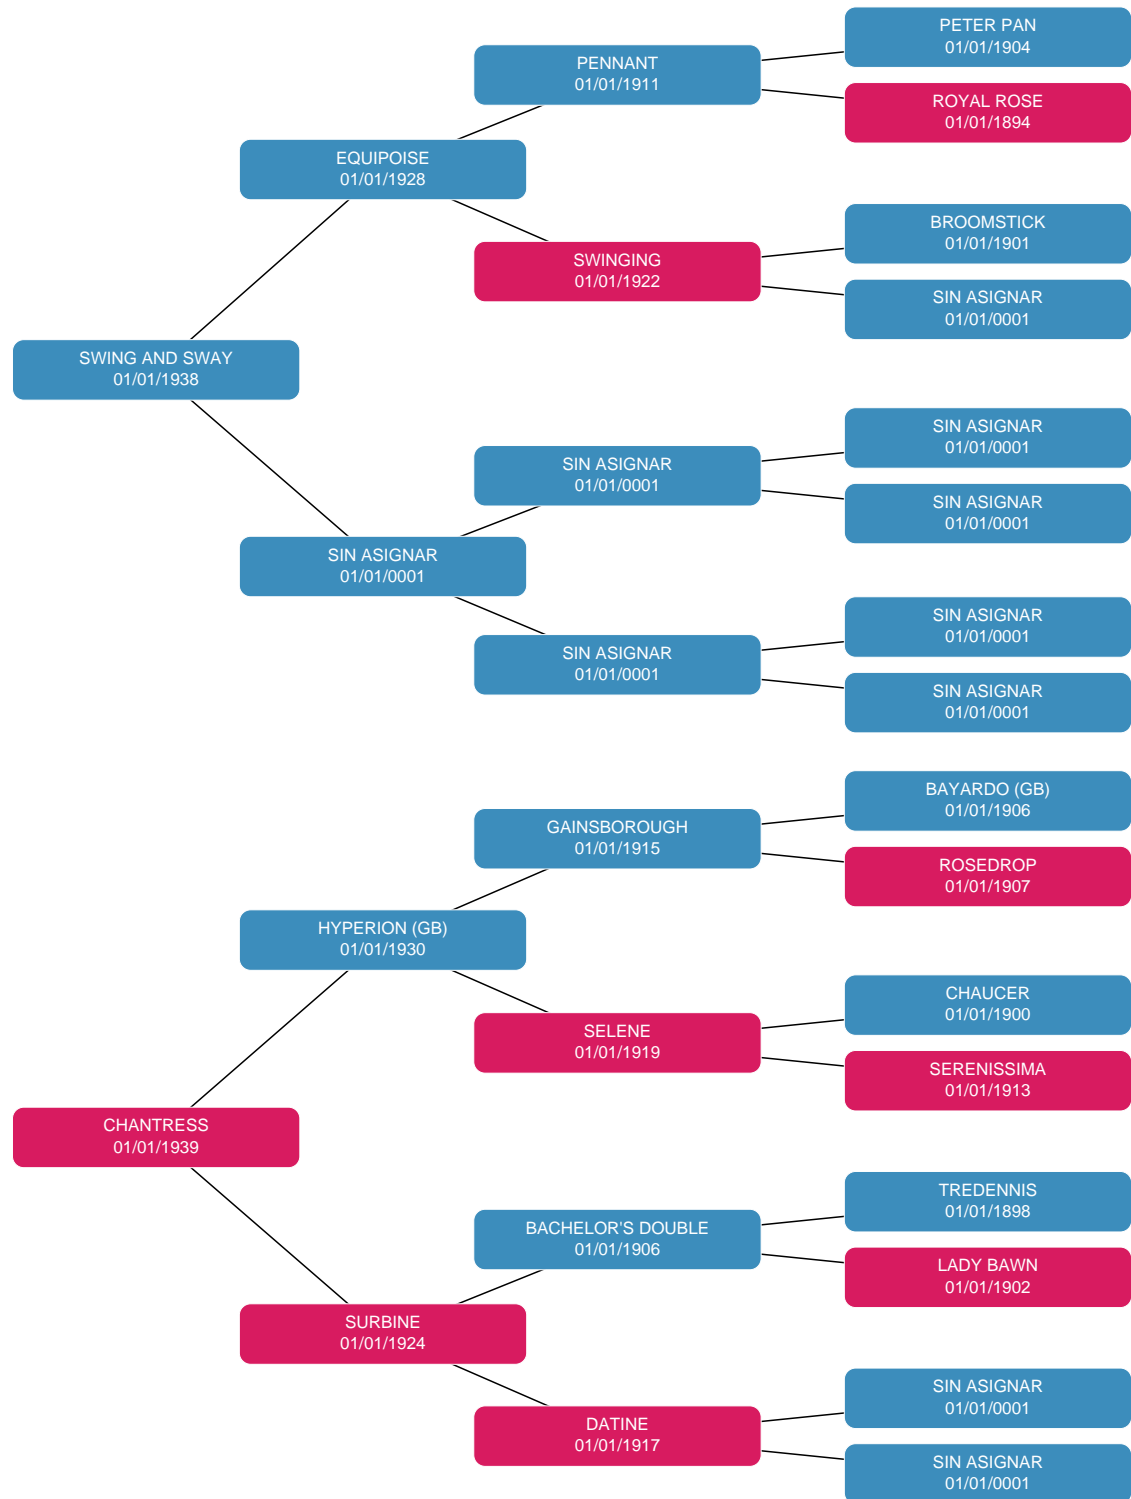 PETER PAN
01/01/1904
PENNANT
01/01/1911
ROYAL ROSE
01/01/1894
EQUIPOISE
01/01/1928
BROOMSTICK
01/01/1901
SWINGING
01/01/1922
SIN ASIGNAR
01/01/0001
SWING AND SWAY
01/01/1938
SIN ASIGNAR
01/01/0001
SIN ASIGNAR
01/01/0001
SIN ASIGNAR
01/01/0001
SIN ASIGNAR
01/01/0001
SIN ASIGNAR
01/01/0001
SIN ASIGNAR
01/01/0001
SIN ASIGNAR
01/01/0001
BAYARDO (GB)
01/01/1906
GAINSBOROUGH
01/01/1915
ROSEDROP
01/01/1907
HYPERION (GB)
01/01/1930
CHAUCER
01/01/1900
SELENE
01/01/1919
SERENISSIMA
01/01/1913
CHANTRESS
01/01/1939
TREDENNIS
01/01/1898
BACHELOR'S DOUBLE
01/01/1906
LADY BAWN
01/01/1902
SURBINE
01/01/1924
SIN ASIGNAR
01/01/0001
DATINE
01/01/1917
SIN ASIGNAR
01/01/0001